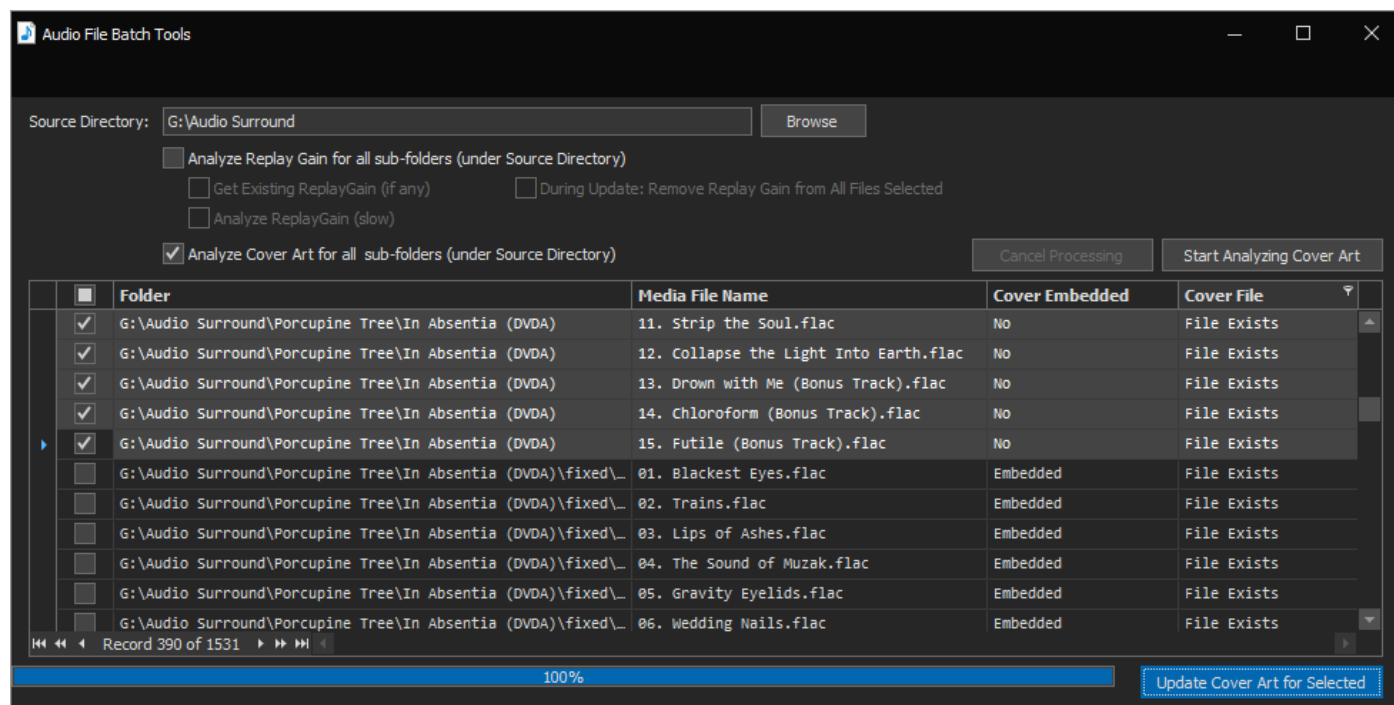 Audio File Batch Tools
Source Directory: G:\Audio Surround Browse
Analyze Replay Gain for all sub-folders (under Source Directory)
Get Existing ReplayGain (if any) During Update: Remove Replay Gain from All Files Selected
Analyze ReplayGain (slow)
Analyze Cover Art for all sub-folders (under Source Directory) Cancel Processing Start Analyzing Cover Art
Folder Media File Name Cover Embedded Cover File
G:\Audio Surround\Porcupine Tree\In Absentia (DVDA) 11. Strip the Soul.flac No File Exists
G:\Audio Surround\Porcupine Tree\In Absentia (DVDA) 12. Collapse the Light Into Earth.flac No File Exists
G:\Audio Surround\Porcupine Tree\In Absentia (DVDA) 13. Drown with Me (Bonus Track).flac No File Exists
G:\Audio Surround\Porcupine Tree\In Absentia (DVDA) 14. Chloroform (Bonus Track).flac No File Exists
G:\Audio Surround\Porcupine Tree\In Absentia (DVDA) 15. Futile (Bonus Track).flac No File Exists
G:\Audio Surround\Porcupine Tree\In Absentia (DVDA)\fixed\… 01. Blackest Eyes.flac Embedded File Exists
G:\Audio Surround\Porcupine Tree\In Absentia (DVDA)\fixed\… 02. Trains.flac Embedded File Exists
G:\Audio Surround\Porcupine Tree\In Absentia (DVDA)\fixed\… 03. Lips of Ashes.flac Embedded File Exists
G:\Audio Surround\Porcupine Tree\In Absentia (DVDA)\fixed\… 04. The Sound of Muzak.flac Embedded File Exists
G:\Audio Surround\Porcupine Tree\In Absentia (DVDA)\fixed\… 05. Gravity Eyelids.flac Embedded File Exists
G:\Audio Surround\Porcupine Tree\In Absentia (DVDA)\fixed\… 06. Wedding Nails.flac Embedded File Exists
Record 390 of 1531
100% Update Cover Art for Selected